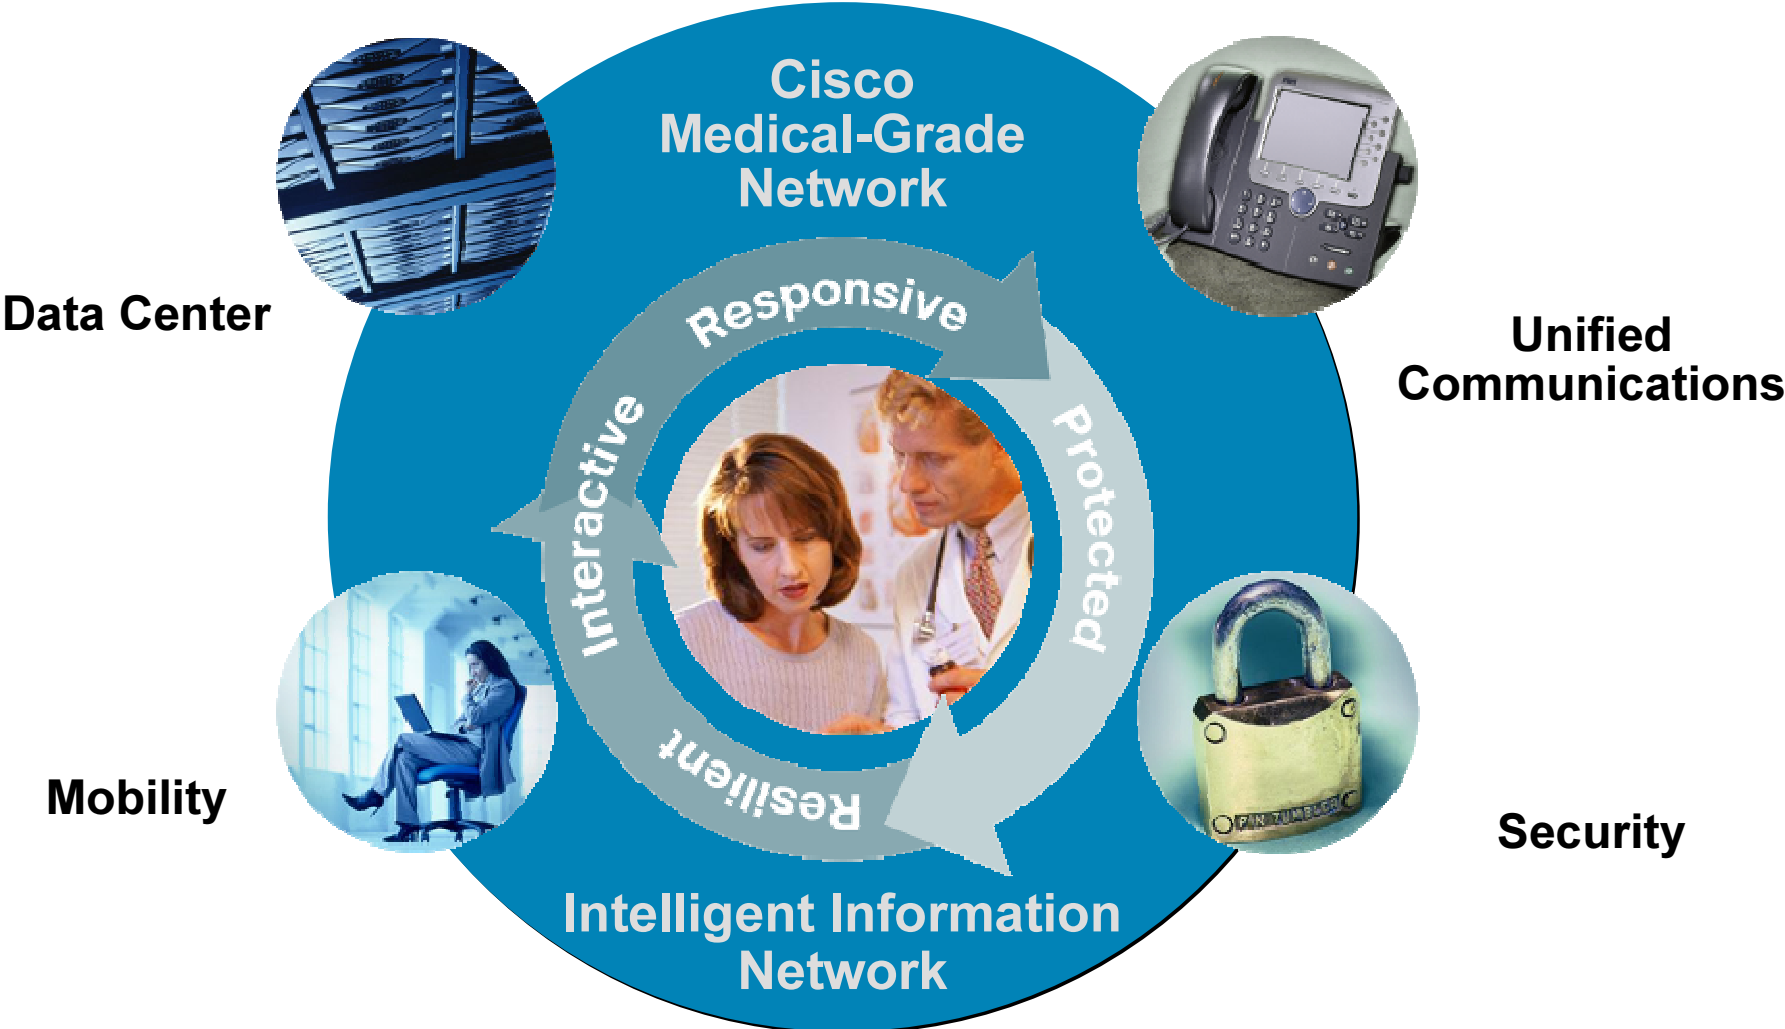 Cisco
Medical-Grade
Network
Data Center
Unified
Communications
Responsive
Protected
Resilient
Interactive
Mobility
Security
Intelligent Information
Network